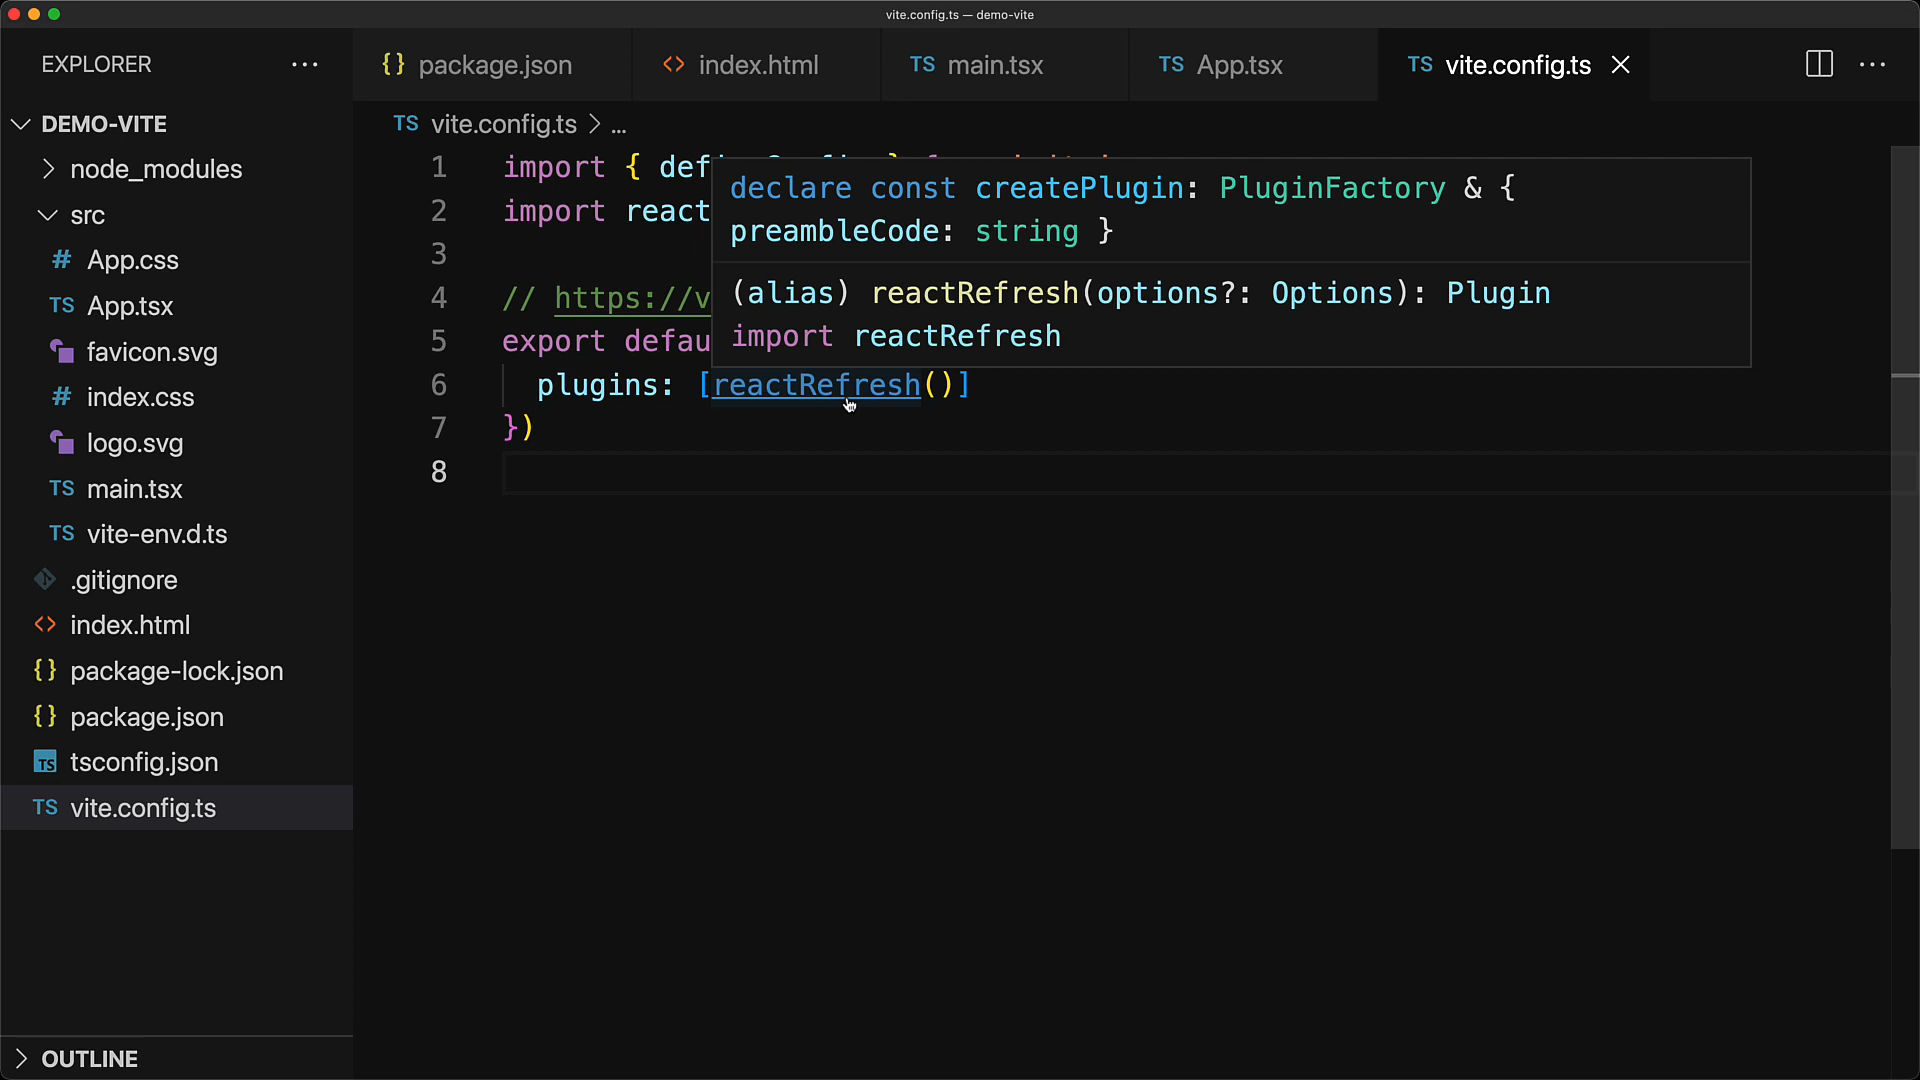 vite.config.ts — demo-vite
EXPLORER
package.json
index.html
TS main.tsx
TS App.tsx
TS vite.config.ts
DEMO-VITE
node_modules
src
# App.css
TS App.tsx
favicon.svg
# index.css
logo.svg
TS main.tsx
TS vite-env.d.ts
.gitignore
index.html
package-lock.json
package.json
TS tsconfig.json
TS vite.config.ts
OUTLINE
TS vite.config.ts > ...
1 import { def
2 import react
3
4 // https://v
5 export defau
6 plugins: [reactRefresh()]
7 })
8
declare const createPlugin: PluginFactory & {
preambleCode: string }
(alias) reactRefresh(options?: Options): Plugin
import reactRefresh